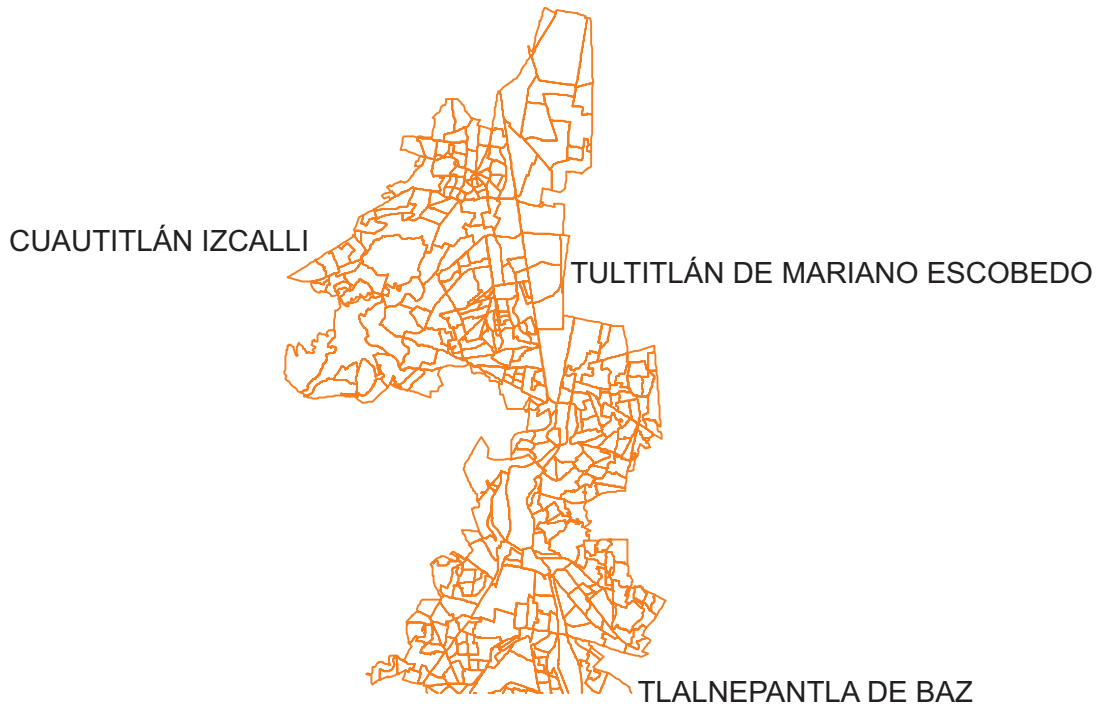 CUAUTITLÁN IZCALLI
TULTITLÁN DE MARIANO ESCOBEDO
TLALNEPANTLA DE BAZ